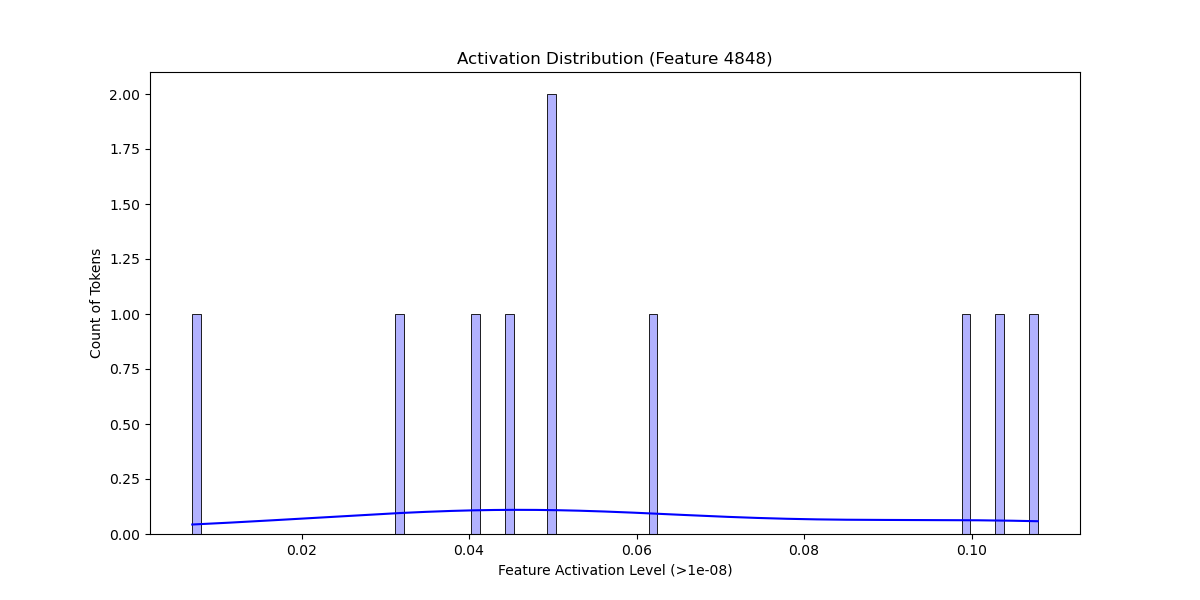 Activation Distribution (Feature 4848)
2.00
1.75
1.50
1.25
1.00
0.75
0.50
0.25
0.00
Count of Tokens
0.02 0.04 0.06 0.08 0.10
Feature Activation Level (>1e-08)